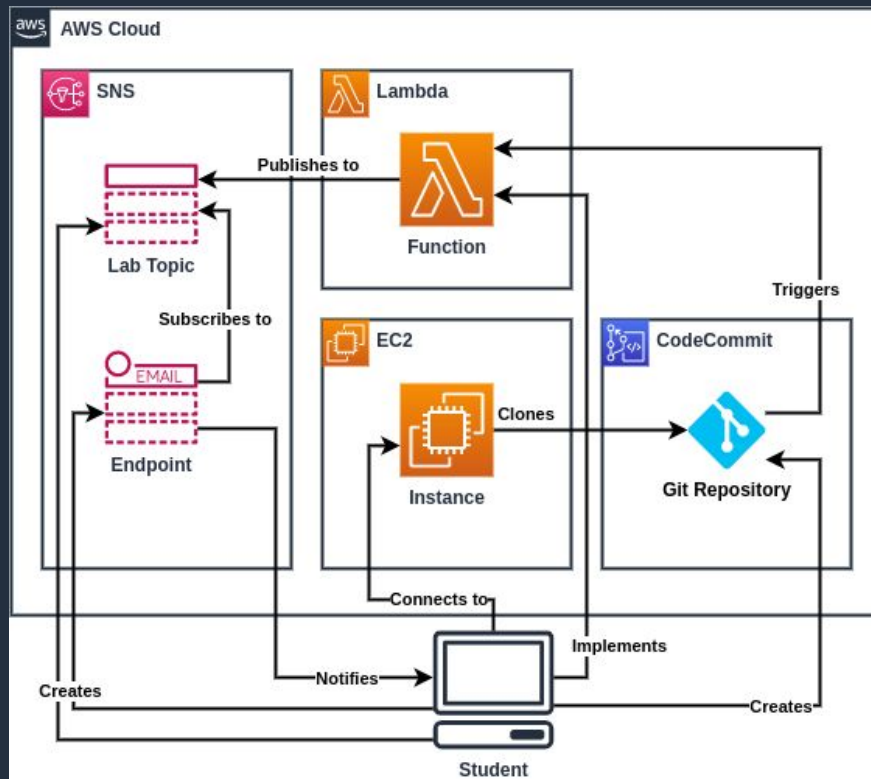 aws
AWS Cloud
SNS
Lambda
Publishes to
Function
Lab Topic
Triggers
Subscribes to
EC2
CodeCommit
EMAIL
Clones
Endpoint
Instance
Git Repository
Connects to
Implements
Notifies
Creates
Creates
Student